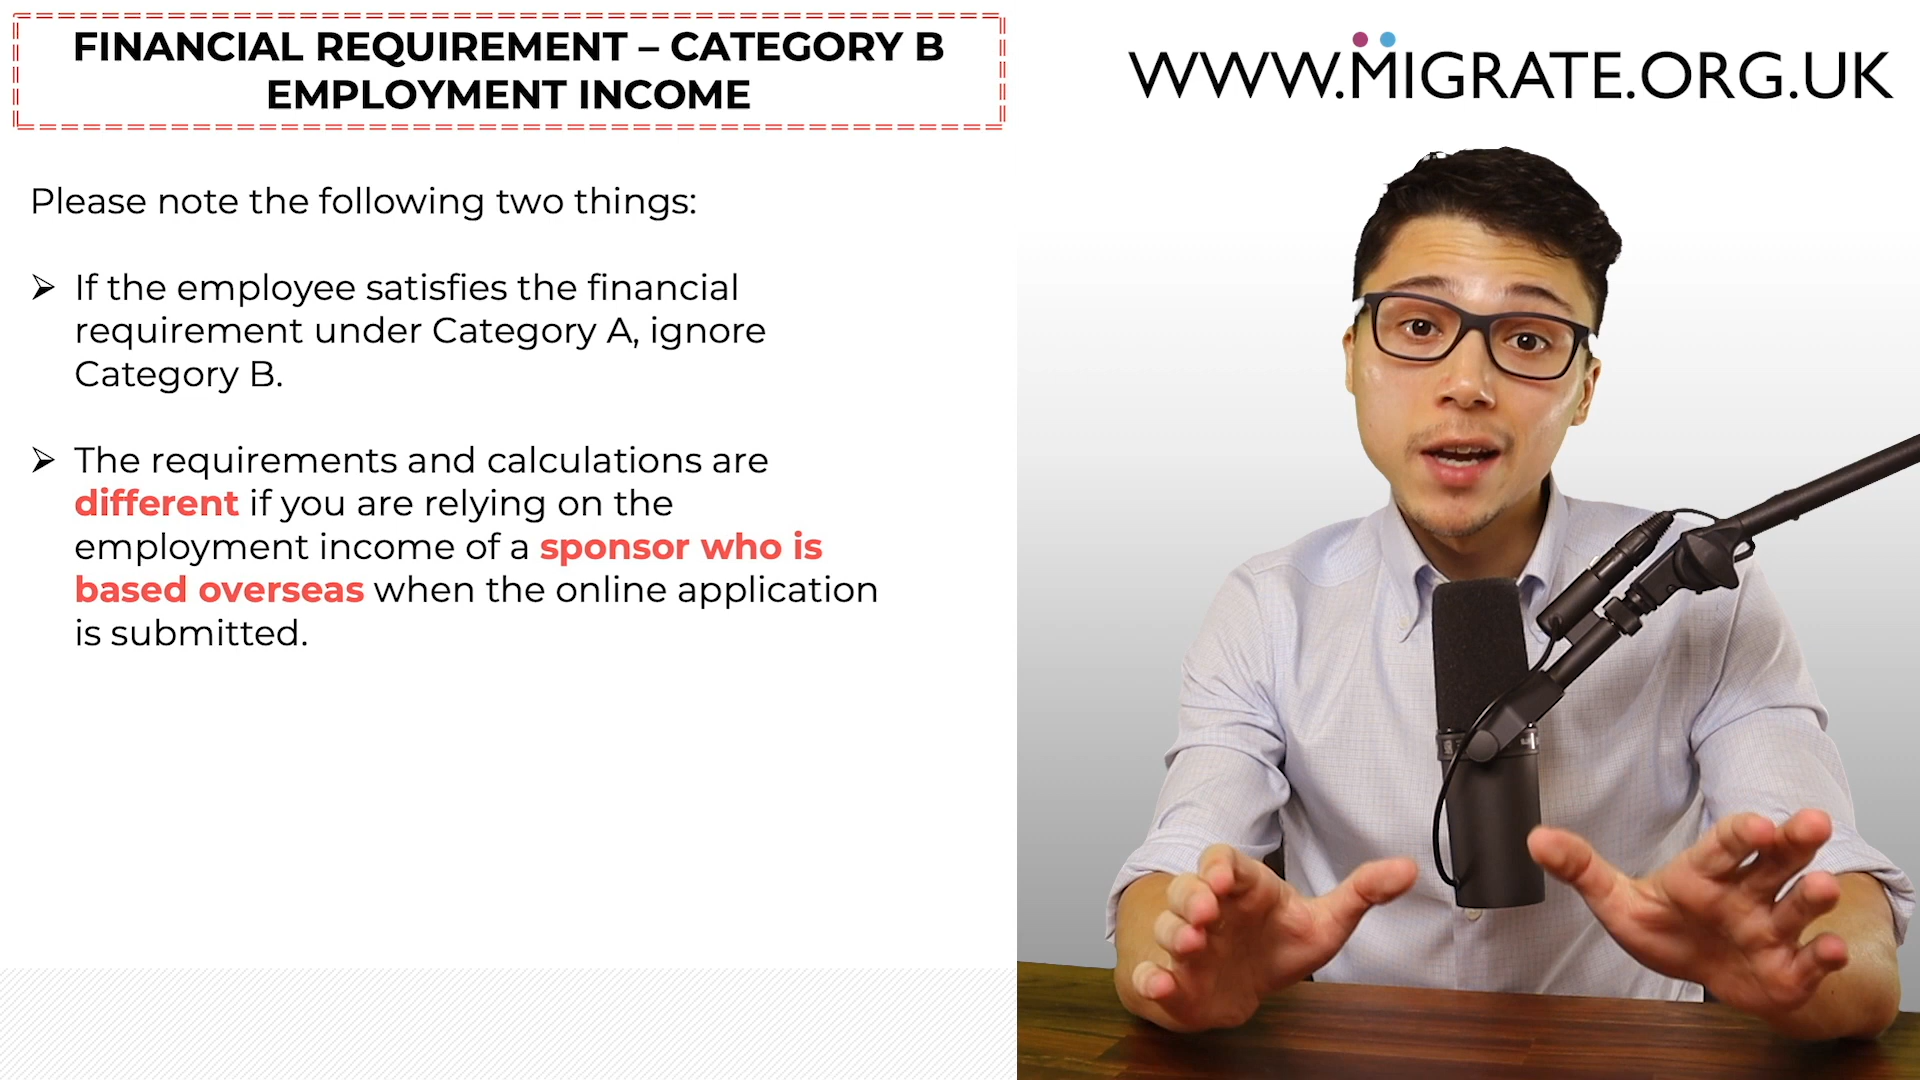 FINANCIAL REQUIREMENT – CATEGORY B
EMPLOYMENT INCOME
WWW.MIGRATE.ORG.UK
Please note the following two things:
➢ If the employee satisfies the financial
requirement under Category A, ignore
Category B.
➢ The requirements and calculations are
different if you are relying on the
employment income of a sponsor who is
based overseas when the online application
is submitted.